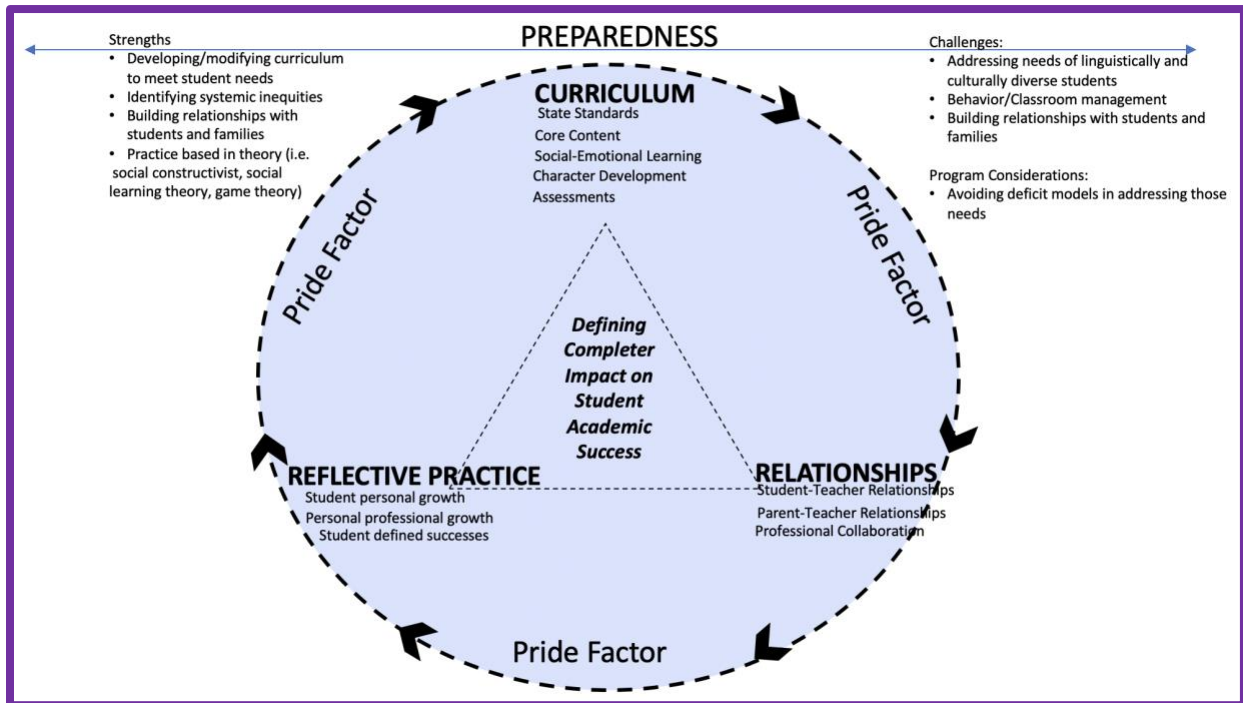 PREPAREDNESS
Strengths
• Developing/modifying curriculum
to meet student needs
• Identifying systemic inequities
• Building relationships with
students and families
• Practice based in theory (i.e.
social constructivist, social
learning theory, game theory)
Challenges:
• Addressing needs of linguistically and
culturally diverse students
• Behavior/Classroom management
• Building relationships with students and
families
Program Considerations:
• Avoiding deficit models in addressing those
needs
CURRICULUM
State Standards
Core Content
Social-Emotional Learning
Character Development
Assessments
Pride Factor
Pride Factor
Defining
Completer
Impact on
Student
Academic
Success
REFLECTIVE PRACTICE
Student personal growth
Personal professional growth
Student defined successes
RELATIONSHIPS
Student-Teacher Relationships
Parent-Teacher Relationships
Professional Collaboration
Pride Factor